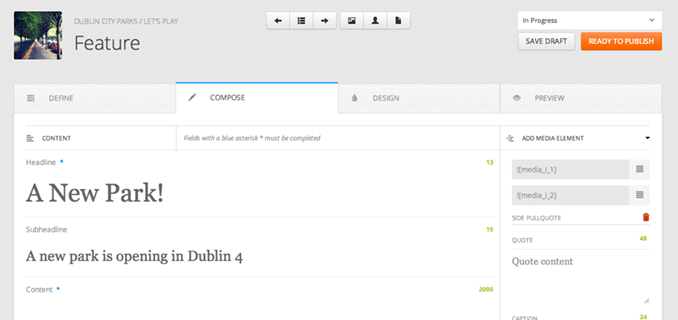 DUBLIN CITY PARKS / LET'S PLAY
Feature
In Progress
SAVE DRAFT
READY TO PUBLISH
DEFINE
COMPOSE
DESIGN
PREVIEW
CONTENT
Fields with a blue asterisk * must be completed
ADD MEDIA ELEMENT
Headline *
13
A New Park!
Subheadline
15
A new park is opening in Dublin 4
Content *
2000
![media_i_1]
![media_i_2]
SIDE PULLQUOTE
QUOTE
48
Quote content
CAPTION
24